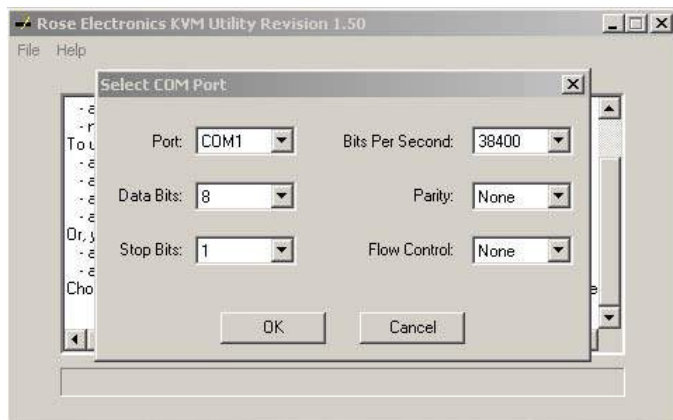 Rose Electronics KVM Utility Revision 1.50
File Help
Select COM Port
Port: COM1 Bits Per Second: 38400
Data Bits: 8 Parity: None
Stop Bits: 1 Flow Control: None
OK Cancel
- a
To u
- a
- a
- a
- a
Or, y
- a
- a
Cho e